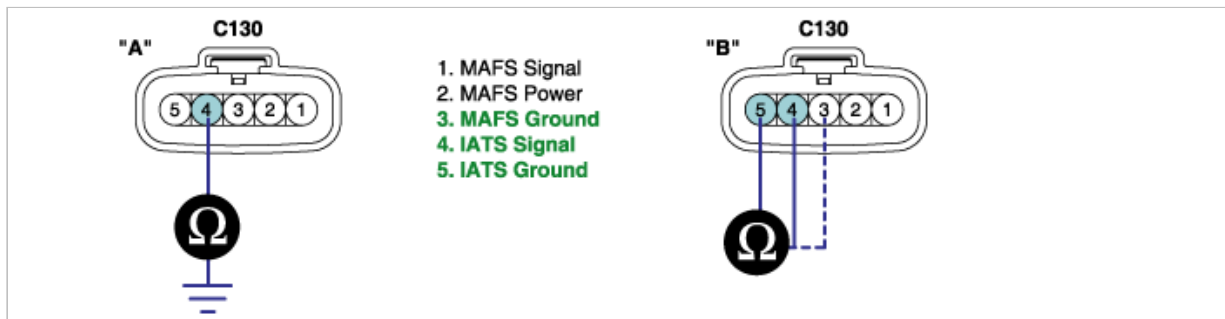 C130
"A"
5 4 3 2 1
Ω
1. MAFS Signal
2. MAFS Power
3. MAFS Ground
4. IATS Signal
5. IATS Ground
C130
"B"
5 4 3 2 1
Ω